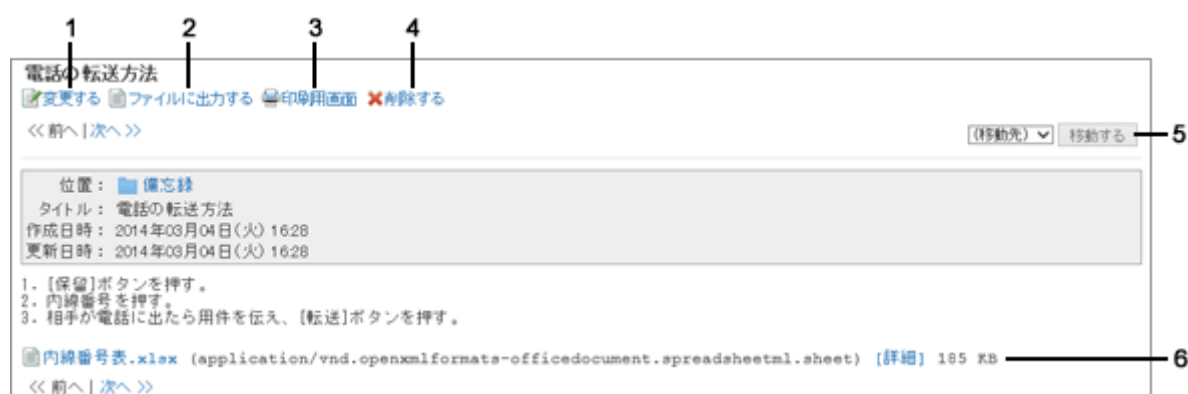 1 2 3 4
電話の転送方法
変更する ファイルに出力する 印刷用画面 削除する
<< 前へ | 次へ >>
(移動先) 移動する 5
位置： 備忘録
タイトル： 電話の転送方法
作成日時： 2014年03月04日(火) 16:28
更新日時： 2014年03月04日(火) 16:28
1. [保留]ボタンを押す。
2. 内線番号を押す。
3. 相手が電話に出たら用件を伝え、[転送]ボタンを押す。
内線番号表.xlsx (application/vnd.openxmlformats-officedocument.spreadsheetml.sheet) [詳細] 185 KB 6
<< 前へ | 次へ >>